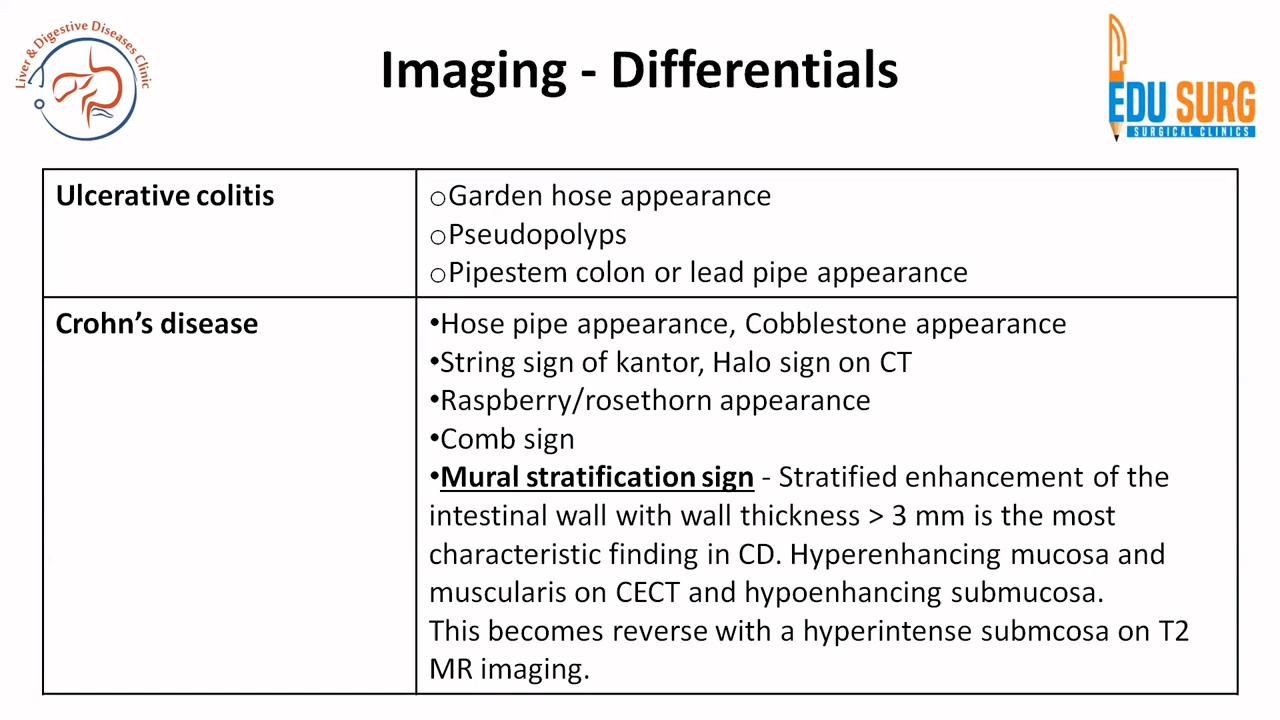 Liver & Digestive Diseases Clinic
Imaging - Differentials
EDU SURG
SURGICAL CLINICS
Ulcerative colitis
oGarden hose appearance
oPseudopolyps
oPipestem colon or lead pipe appearance
Crohn’s disease
•Hose pipe appearance, Cobblestone appearance
•String sign of kantor, Halo sign on CT
•Raspberry/rosethorn appearance
•Comb sign
•Mural stratification sign - Stratified enhancement of the
intestinal wall with wall thickness > 3 mm is the most
characteristic finding in CD. Hyperenhancing mucosa and
muscularis on CECT and hypoenhancing submucosa.
This becomes reverse with a hyperintense submcosa on T2
MR imaging.